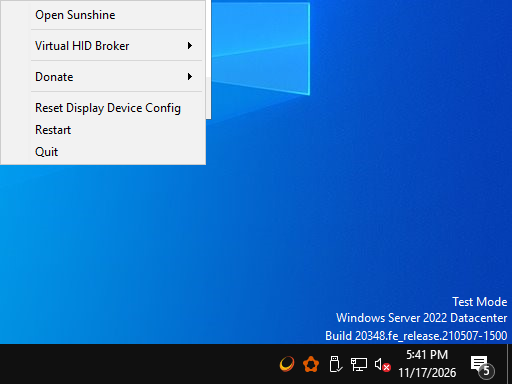 Open Sunshine
Virtual HID Broker
Donate
Reset Display Device Config
Restart
Quit
Test Mode
Windows Server 2022 Datacenter
Build 20348.fe_release.210507-1500
5:41 PM
11/17/2026
5